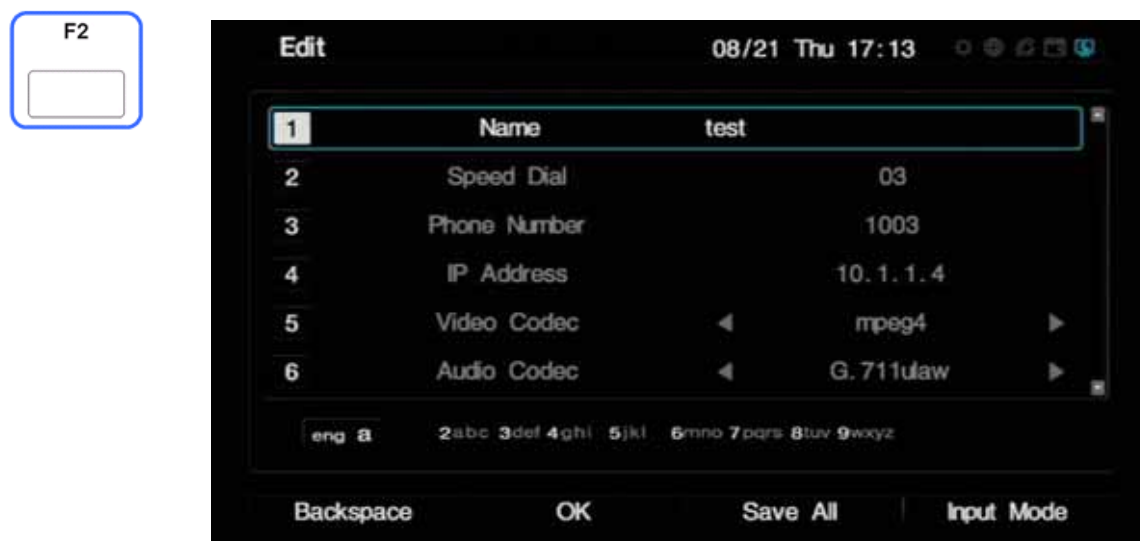 F2
Edit 08/21 Thu 17:13
1 Name test
2 Speed Dial 03
3 Phone Number 1003
4 IP Address 10.1.1.4
5 Video Codec mpeg4
6 Audio Codec G.711ulaw
eng a 2abc 3def 4ghi 5jkl 6mno 7pqrs 8tuv 9wxyz
Backspace OK Save All Input Mode